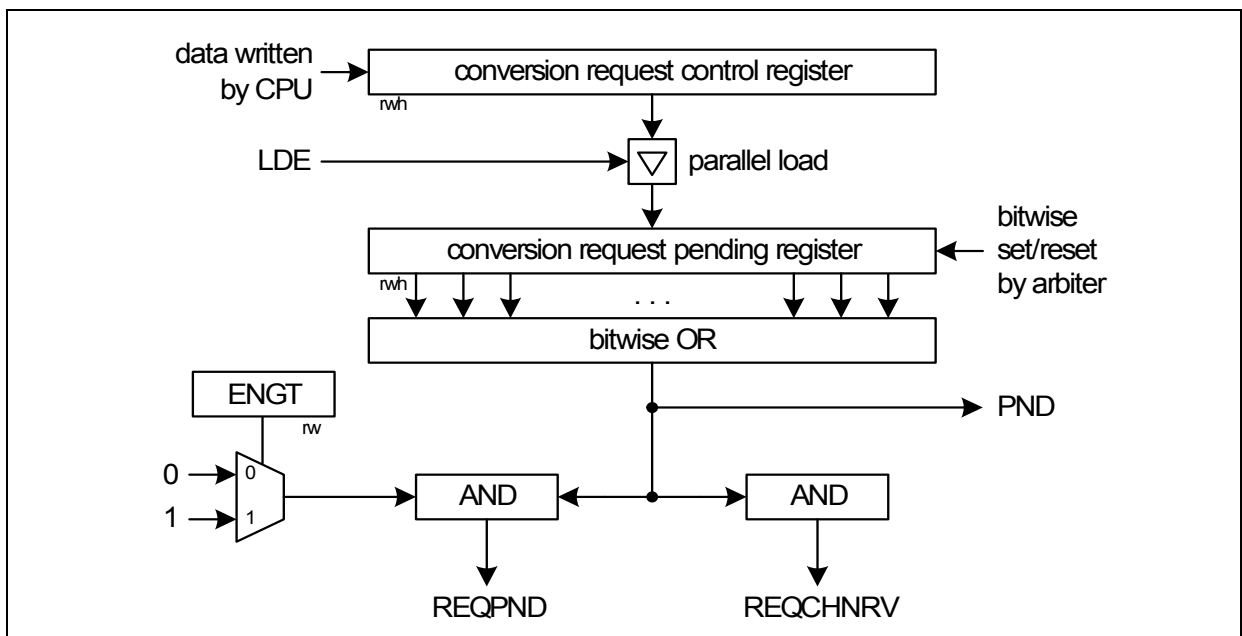 data written
by CPU
conversion request control register
rwh
LDE
parallel load
conversion request pending register
rwh
bitwise
set/reset
by arbiter
. . .
bitwise OR
ENGT
rw
PND
0
0
1
1
AND
AND
REQPND
REQCHNRV